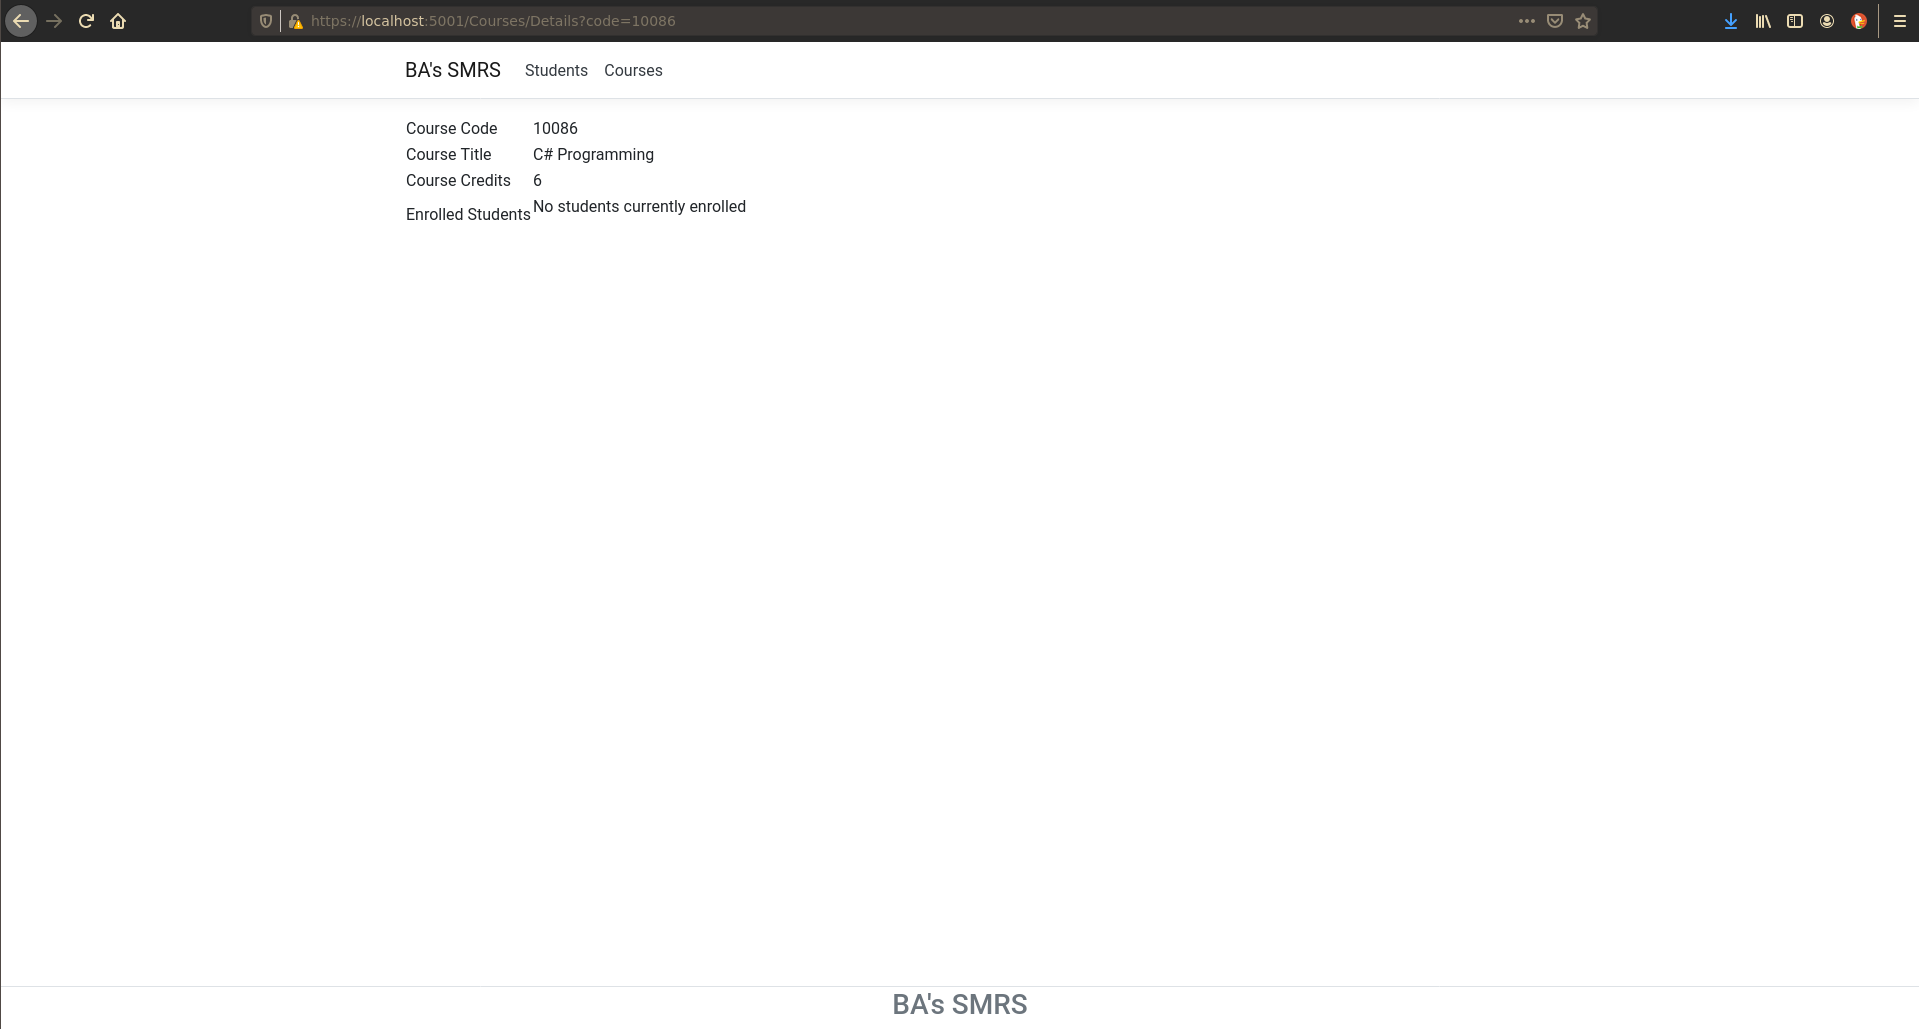 https://localhost:5001/Courses/Details?code=10086
BA's SMRS Students Courses
Course Code 10086
Course Title C# Programming
Course Credits 6
Enrolled Students No students currently enrolled
BA's SMRS